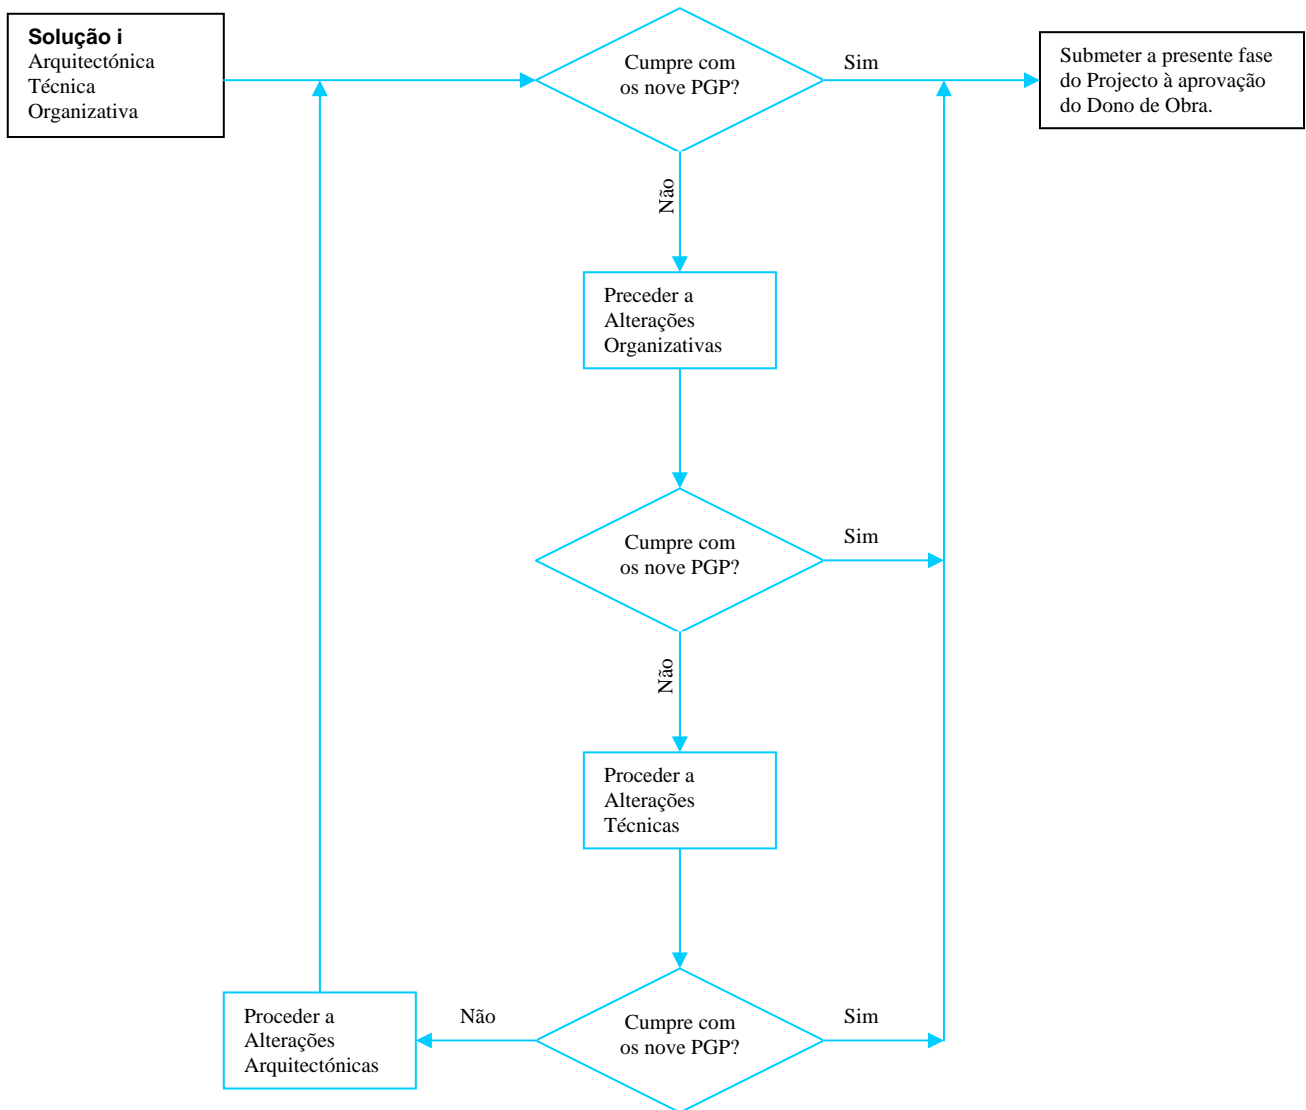 Solução i
Arquitectónica
Técnica
Organizativa
Cumpre com
os nove PGP?
Sim
Submeter a presente fase
do Projecto à aprovação
do Dono de Obra.
Não
Preceder a
Alterações
Organizativas
Cumpre com
os nove PGP?
Sim
Não
Proceder a
Alterações
Técnicas
Cumpre com
os nove PGP?
Sim
Não
Proceder a
Alterações
Arquitectónicas